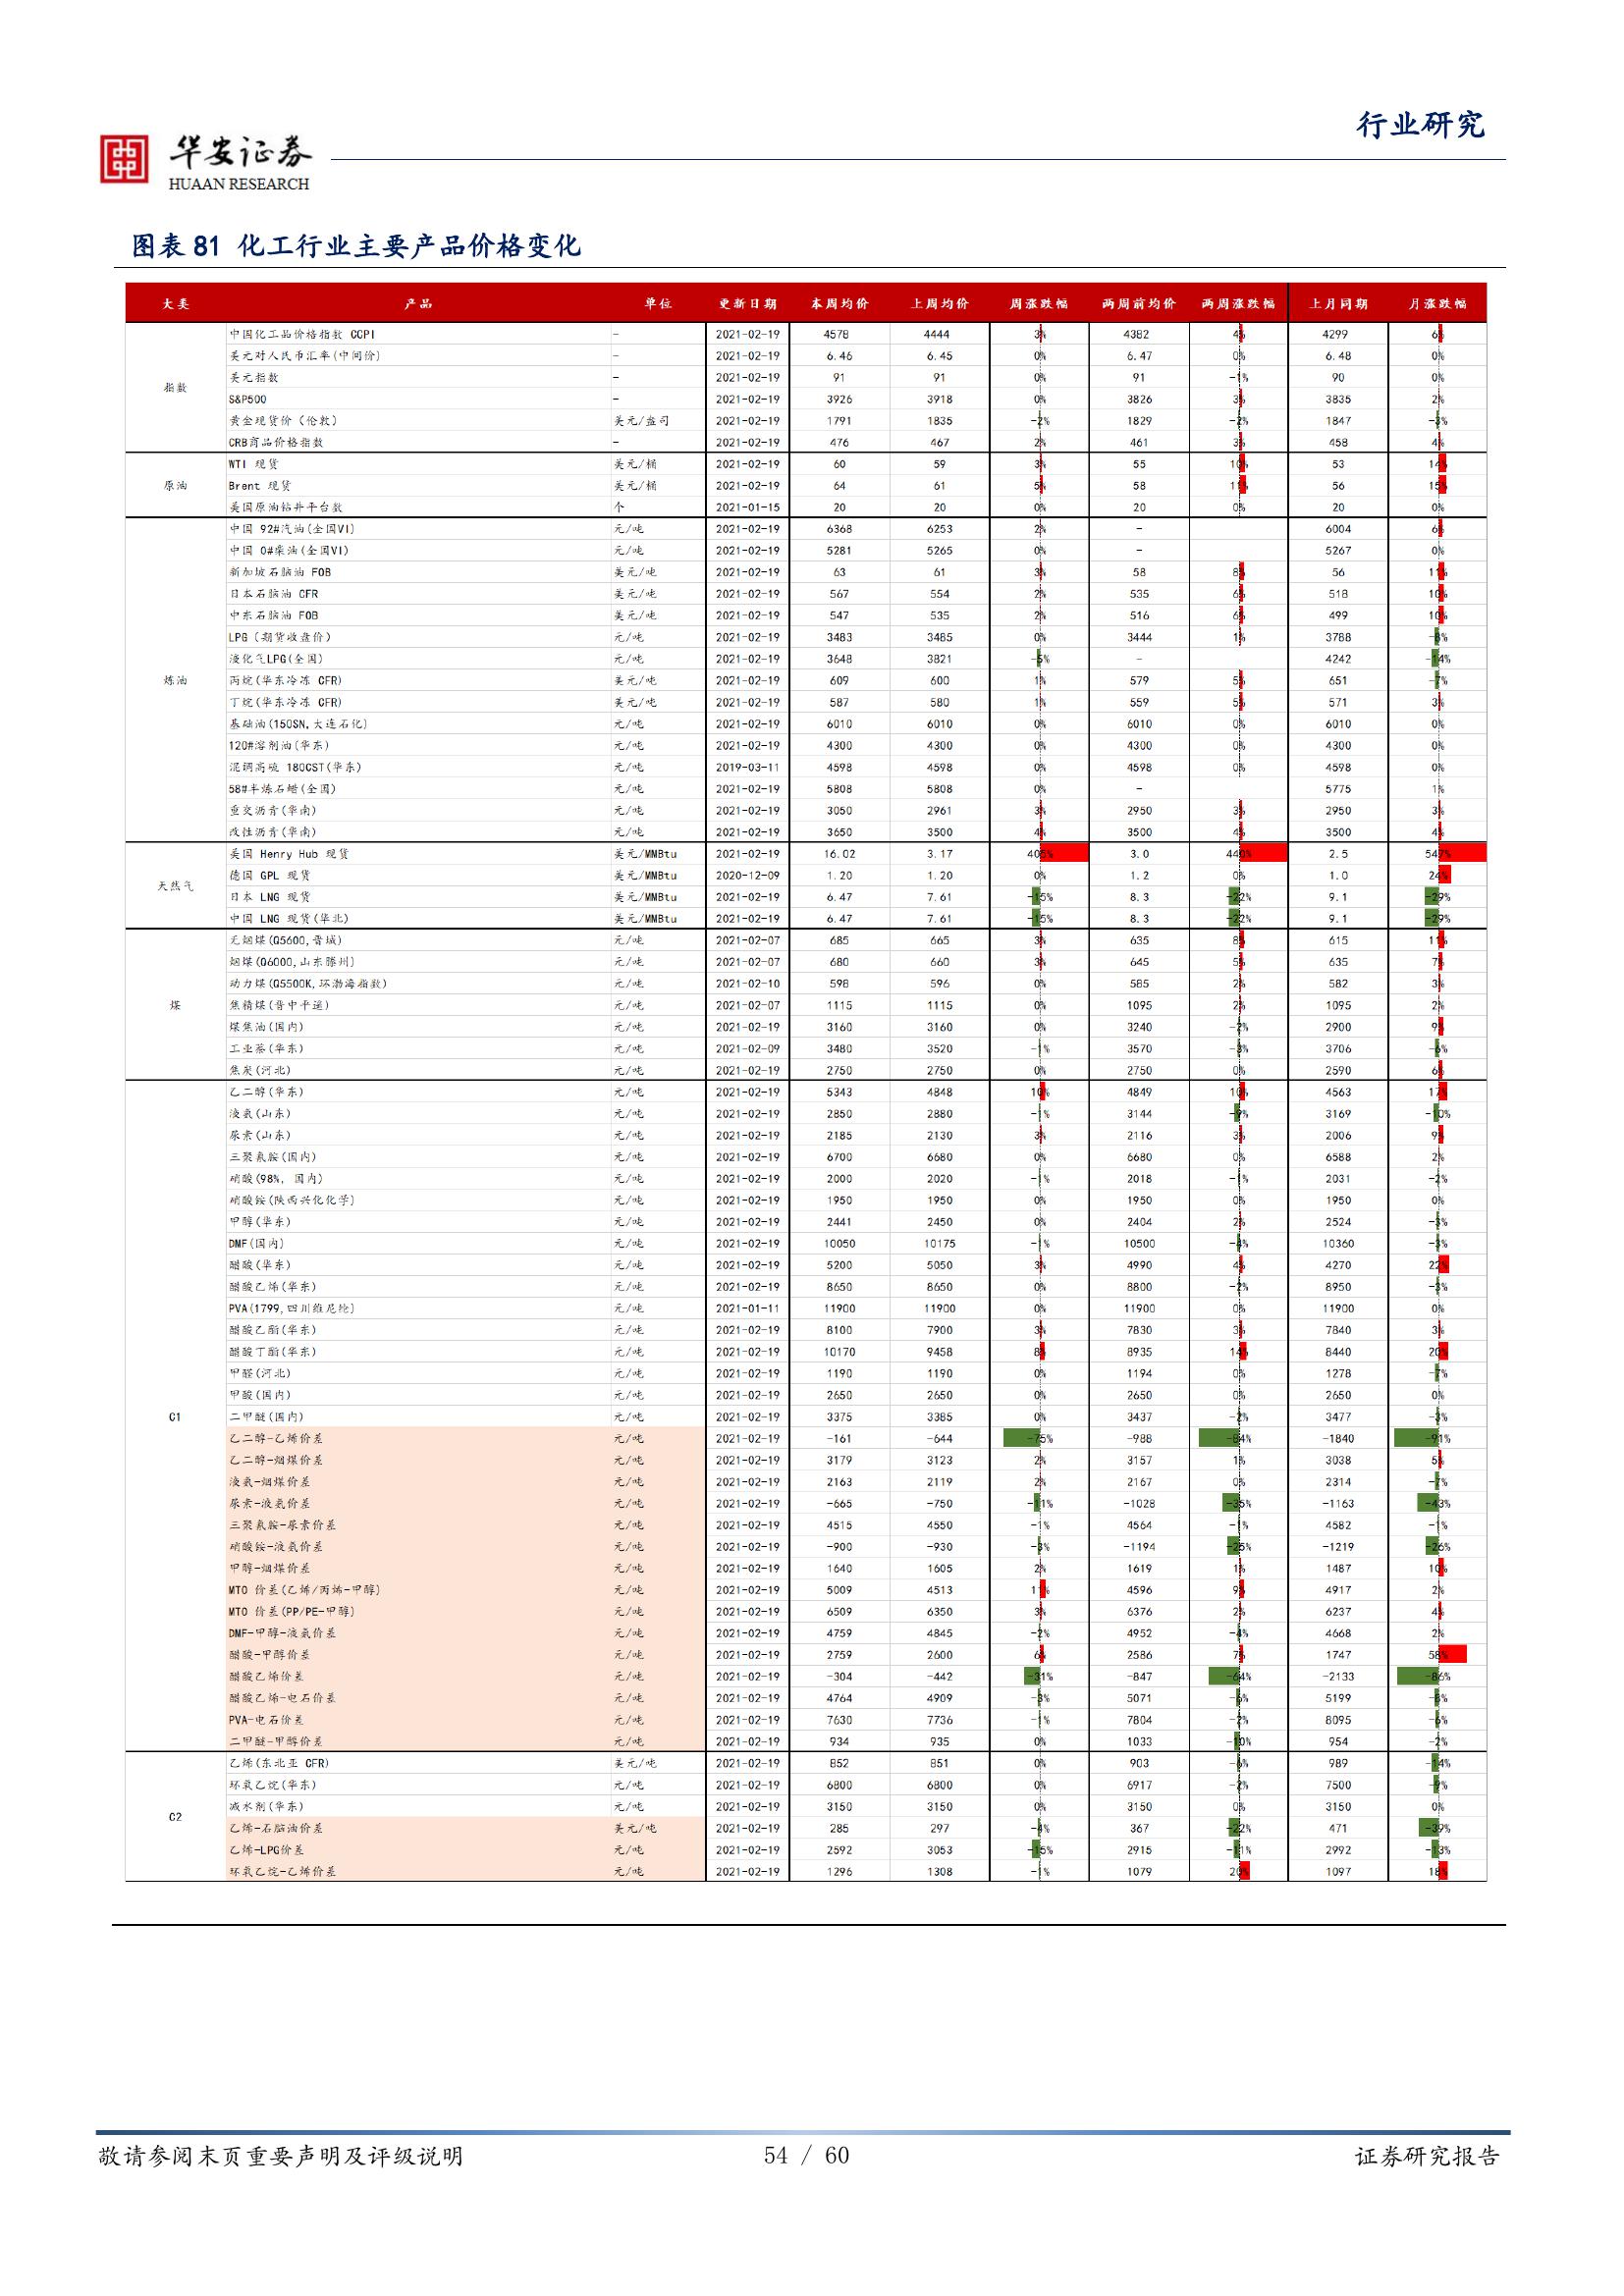 行业研究
华安证券
HUAAN RESEARCH
图表 81 化工行业主要产品价格变化
大类 产品 单位 更新日期 本周均价 上周均价 周涨跌幅 两周前均价 两周涨跌幅 上月同期 月涨跌幅
指数
中国化工品价格指数 CCPI - 2021-02-19 4578 4444 3% 4382 4% 4299 6%
美元对人民币汇率(中间价) - 2021-02-19 6.46 6.45 0% 6.47 0% 6.48 0%
美元指数 - 2021-02-19 91 91 0% 91 -1% 90 0%
S&P500 - 2021-02-19 3926 3918 0% 3826 3% 3835 2%
黄金现货价（伦敦） 美元/盎司 2021-02-19 1791 1835 -2% 1829 -2% 1847 -3%
CRB商品价格指数 - 2021-02-19 476 467 2% 461 3% 458 4%
原油
WTI 现货 美元/桶 2021-02-19 60 59 3% 55 10% 53 14%
Brent 现货 美元/桶 2021-02-19 64 61 5% 58 11% 56 15%
美国原油钻井平台数 个 2021-01-15 20 20 0% 20 0% 20 0%
炼油
中国 92#汽油(全国VI) 元/吨 2021-02-19 6368 6253 2% - 6004 6%
中国 0#柴油(全国VI) 元/吨 2021-02-19 5281 5265 0% - 5267 0%
新加坡石脑油 FOB 美元/吨 2021-02-19 63 61 3% 58 8% 56 11%
日本石脑油 CFR 美元/吨 2021-02-19 567 554 2% 535 6% 518 10%
中东石脑油 FOB 美元/吨 2021-02-19 547 535 2% 516 6% 499 10%
LPG（期货收盘价） 元/吨 2021-02-19 3483 3485 0% 3444 1% 3788 -8%
液化气LPG(全国) 元/吨 2021-02-19 3648 3821 -5% - 4242 -14%
丙烷(华东冷冻 CFR) 美元/吨 2021-02-19 609 600 1% 579 5% 651 -7%
丁烷(华东冷冻 CFR) 美元/吨 2021-02-19 587 580 1% 559 5% 571 3%
基础油(150SN,大连石化) 元/吨 2021-02-19 6010 6010 0% 6010 0% 6010 0%
120#溶剂油(华东) 元/吨 2021-02-19 4300 4300 0% 4300 0% 4300 0%
混调高硫 180CST(华东) 元/吨 2019-03-11 4598 4598 0% 4598 0% 4598 0%
58#半炼石蜡(全国) 元/吨 2021-02-19 5808 5808 0% - 5775 1%
重交沥青(华南) 元/吨 2021-02-19 3050 2961 3% 2950 3% 2950 3%
改性沥青(华南) 元/吨 2021-02-19 3650 3500 4% 3500 4% 3500 4%
天然气
美国 Henry Hub 现货 美元/MMBtu 2021-02-19 16.02 3.17 405% 3.0 440% 2.5 547%
德国 GPL 现货 美元/MMBtu 2020-12-09 1.20 1.20 0% 1.2 0% 1.0 24%
日本 LNG 现货 美元/MMBtu 2021-02-19 6.47 7.61 -15% 8.3 -22% 9.1 -29%
中国 LNG 现货(华北) 美元/MMBtu 2021-02-19 6.47 7.61 -15% 8.3 -22% 9.1 -29%
煤
无烟煤(Q5600,晋城) 元/吨 2021-02-07 685 665 3% 635 8% 615 11%
烟煤(Q6000,山东滕州) 元/吨 2021-02-07 680 660 3% 645 5% 635 7%
动力煤(Q5500K,环渤海指数) 元/吨 2021-02-10 598 596 0% 585 2% 582 3%
焦精煤(晋中平遥) 元/吨 2021-02-07 1115 1115 0% 1095 2% 1095 2%
煤焦油(国内) 元/吨 2021-02-19 3160 3160 0% 3240 -2% 2900 9%
工业萘(华东) 元/吨 2021-02-09 3480 3520 -1% 3570 -3% 3706 -6%
焦炭(河北) 元/吨 2021-02-19 2750 2750 0% 2750 0% 2590 6%
C1
乙二醇(华东) 元/吨 2021-02-19 5343 4848 10% 4849 10% 4563 17%
液氨(山东) 元/吨 2021-02-19 2850 2880 -1% 3144 -9% 3169 -10%
尿素(山东) 元/吨 2021-02-19 2185 2130 3% 2116 3% 2006 9%
三聚氰胺(国内) 元/吨 2021-02-19 6700 6680 0% 6680 0% 6588 2%
硝酸(98%, 国内) 元/吨 2021-02-19 2000 2020 -1% 2018 -1% 2031 -2%
硝酸铵(陕西兴化化学) 元/吨 2021-02-19 1950 1950 0% 1950 0% 1950 0%
甲醇(华东) 元/吨 2021-02-19 2441 2450 0% 2404 2% 2524 -3%
DMF(国内) 元/吨 2021-02-19 10050 10175 -1% 10500 -4% 10360 -3%
醋酸(华东) 元/吨 2021-02-19 5200 5050 3% 4990 4% 4270 22%
醋酸乙烯(华东) 元/吨 2021-02-19 8650 8650 0% 8800 -2% 8950 -3%
PVA(1799,四川维尼纶) 元/吨 2021-01-11 11900 11900 0% 11900 0% 11900 0%
醋酸乙酯(华东) 元/吨 2021-02-19 8100 7900 3% 7830 3% 7840 3%
醋酸丁酯(华东) 元/吨 2021-02-19 10170 9458 8% 8935 14% 8440 20%
甲醛(河北) 元/吨 2021-02-19 1190 1190 0% 1194 0% 1278 -7%
甲酸(国内) 元/吨 2021-02-19 2650 2650 0% 2650 0% 2650 0%
二甲醚(国内) 元/吨 2021-02-19 3375 3385 0% 3437 -2% 3477 -3%
乙二醇-乙烯价差 元/吨 2021-02-19 -161 -644 -75% -988 -84% -1840 -91%
乙二醇-烟煤价差 元/吨 2021-02-19 3179 3123 2% 3157 1% 3038 5%
液氨-烟煤价差 元/吨 2021-02-19 2163 2119 2% 2167 0% 2314 -7%
尿素-液氨价差 元/吨 2021-02-19 -665 -750 -11% -1028 -35% -1163 -43%
三聚氰胺-尿素价差 元/吨 2021-02-19 4515 4550 -1% 4564 -1% 4582 -1%
硝酸铵-液氨价差 元/吨 2021-02-19 -900 -930 -3% -1194 -25% -1219 -26%
甲醇-烟煤价差 元/吨 2021-02-19 1640 1605 2% 1619 1% 1487 10%
MTO 价差(乙烯/丙烯-甲醇) 元/吨 2021-02-19 5009 4513 11% 4596 9% 4917 2%
MTO 价差(PP/PE-甲醇) 元/吨 2021-02-19 6509 6350 3% 6376 2% 6237 4%
DMF-甲醇-液氨价差 元/吨 2021-02-19 4759 4845 -2% 4952 -4% 4668 2%
醋酸-甲醇价差 元/吨 2021-02-19 2759 2600 6% 2586 7% 1747 58%
醋酸乙烯价差 元/吨 2021-02-19 -304 -442 -31% -847 -64% -2133 -86%
醋酸乙烯-电石价差 元/吨 2021-02-19 4764 4909 -3% 5071 -6% 5199 -8%
PVA-电石价差 元/吨 2021-02-19 7630 7736 -1% 7804 -2% 8095 -6%
二甲醚-甲醇价差 元/吨 2021-02-19 934 935 0% 1033 -10% 954 -2%
C2
乙烯(东北亚 CFR) 美元/吨 2021-02-19 852 851 0% 903 -6% 989 -14%
环氧乙烷(华东) 元/吨 2021-02-19 6800 6800 0% 6917 -2% 7500 -9%
减水剂(华东) 元/吨 2021-02-19 3150 3150 0% 3150 0% 3150 0%
乙烯-石脑油价差 美元/吨 2021-02-19 285 297 -4% 367 -22% 471 -39%
乙烯-LPG价差 元/吨 2021-02-19 2592 3053 -15% 2915 -11% 2992 -13%
环氧乙烷-乙烯价差 元/吨 2021-02-19 1296 1308 -1% 1079 20% 1097 18%
敬请参阅末页重要声明及评级说明 54 / 60 证券研究报告